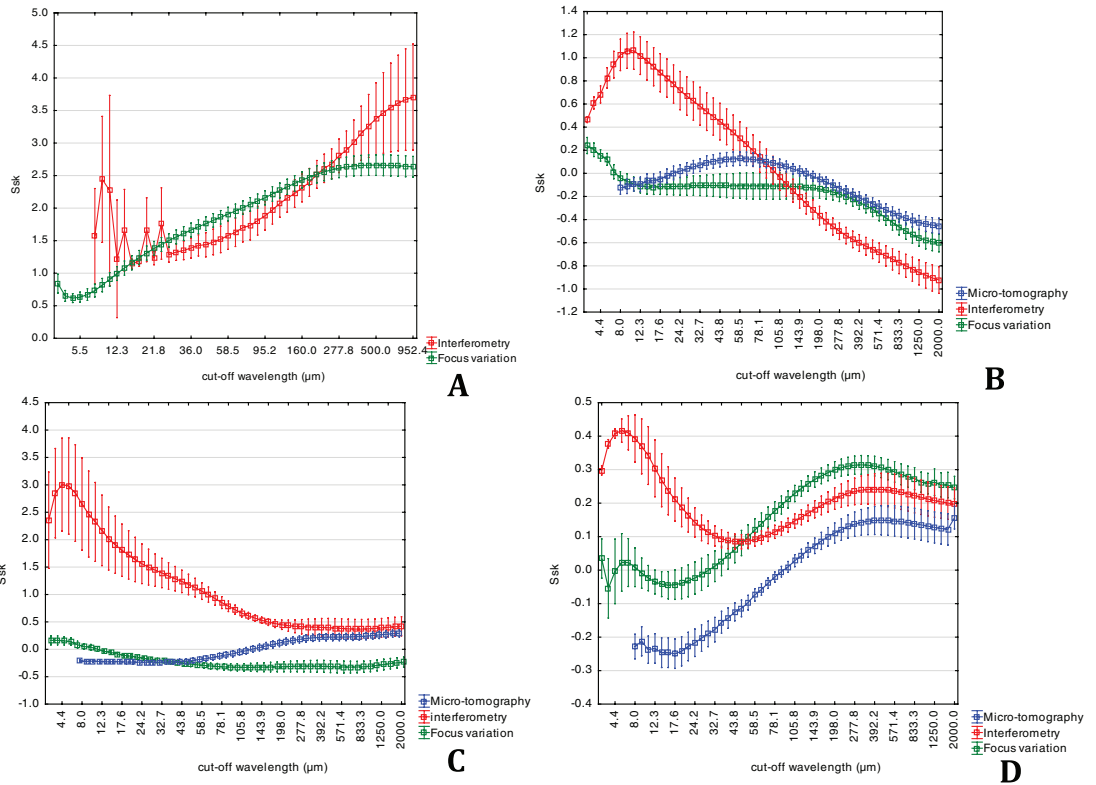 5.0
4.5
4.0
3.5
3.0
2.5
2.0
1.5
1.0
0.5
0.0
Ssk
5.5 12.3 21.8 36.0 58.5 95.2 160.0 277.8 500.0 952.4
cut-off wavelength (µm)
Interferometry
Focus variation
A
1.4
1.2
1.0
0.8
0.6
0.4
0.2
0.0
-0.2
-0.4
-0.6
-0.8
-1.0
-1.2
Ssk
4.4 8.0 12.3 17.6 24.2 32.7 43.8 58.5 78.1 105.8 143.9 198.0 277.8 392.2 571.4 833.3 1250.0 2000.0
cut-off wavelength (µm)
Micro-tomography
Interferometry
Focus variation
B
4.5
4.0
3.5
3.0
2.5
2.0
1.5
1.0
0.5
0.0
-0.5
-1.0
Ssk
4.4 8.0 12.3 17.6 24.2 32.7 43.8 58.5 78.1 105.8 143.9 198.0 277.8 392.2 571.4 833.3 1250.0 2000.0
cut-off wavelength (µm)
Micro-tomography
interferometry
Focus variation
C
0.5
0.4
0.3
0.2
0.1
0.0
-0.1
-0.2
-0.3
-0.4
Ssk
4.4 8.0 12.3 17.6 24.2 32.7 43.8 58.5 78.1 105.8 143.9 198.0 277.8 392.2 571.4 833.3 1250.0 2000.0
cut-off wavelength (µm)
Micro-tomography
Interferometry
Focus variation
D